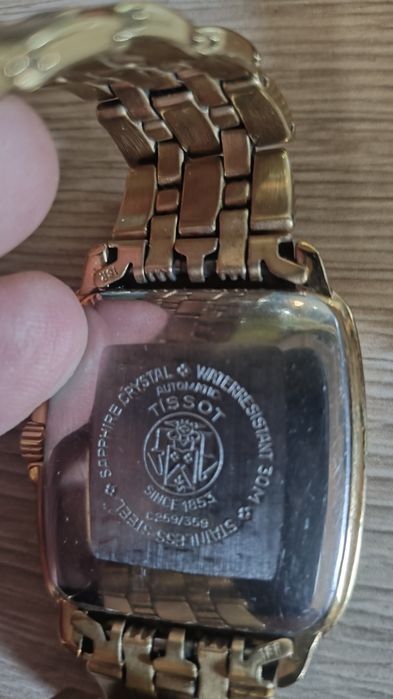 SAPPHIRE CRYSTAL ✣ WATERRESISTANT 30M ✣ STAINLESS STEEL ✣
AUTOMATIC
TISSOT
SINCE 1853
C259/359